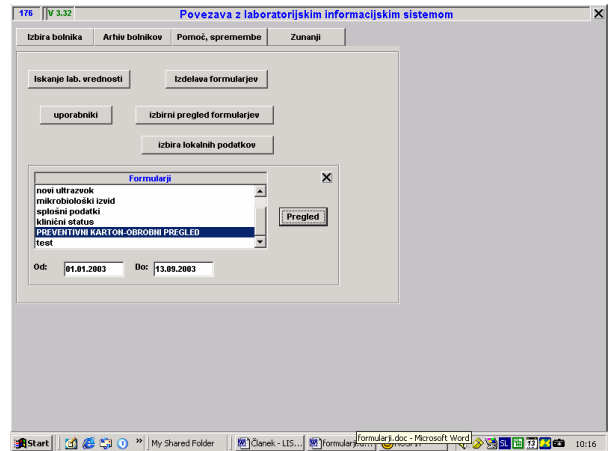 176 V 3.32 Povezava z laboratorijskim informacijskim sistemom
Izbira bolnika Arhiv bolnikov Pomoč, spremembe Zunanji
Iskanje lab. vrednosti Izdelava formularjev
uporabniki izbirni pregled formularjev
izbira lokalnih podatkov
Formularji
novi ultrazvok
mikrobiološki izvid
splošni podatki
klinični status
PREVENTIVNI KARTON-OBROBNI PREGLED
test
Pregled
Od: 01.01.2003 Do: 13.09.2003
formularji.doc - Microsoft Word
Start My Shared Folder Članek - LIS... SL 13 10:16